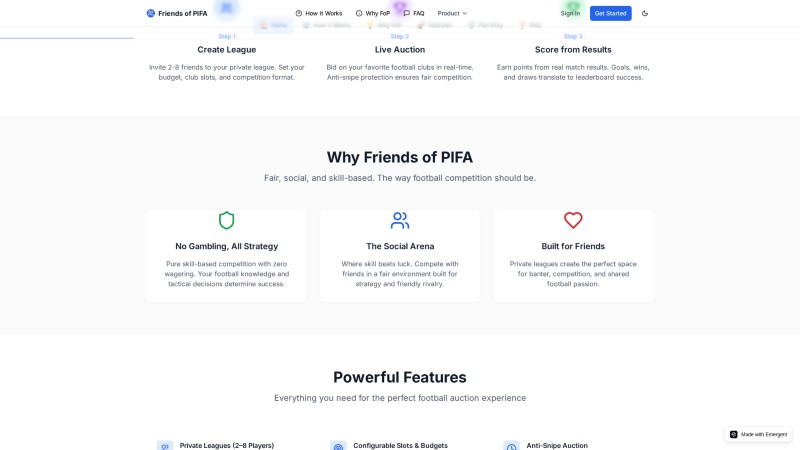 Friends of PIFA
How It Works
Why FoP
FAQ
Product
Sign In
Get Started
Step 1
Step 2
Step 3
Create League
Live Auction
Score from Results
Invite 2-8 friends to your private league. Set your
budget, club slots, and competition format.
Bid on your favorite football clubs in real-time.
Anti-snipe protection ensures fair competition.
Earn points from real match results. Goals, wins,
and draws translate to leaderboard success.
Why Friends of PIFA
Fair, social, and skill-based. The way football competition should be.
No Gambling, All Strategy
Pure skill-based competition with zero
wagering. Your football knowledge and
tactical decisions determine success.
The Social Arena
Where skill beats luck. Compete with
friends in a fair environment built for
strategy and friendly rivalry.
Built for Friends
Private leagues create the perfect space
for banter, competition, and shared
football passion.
Powerful Features
Everything you need for the perfect football auction experience
Private Leagues (2–8 Players)
Configurable Slots & Budgets
Anti-Snipe Auction
Made with Emergent